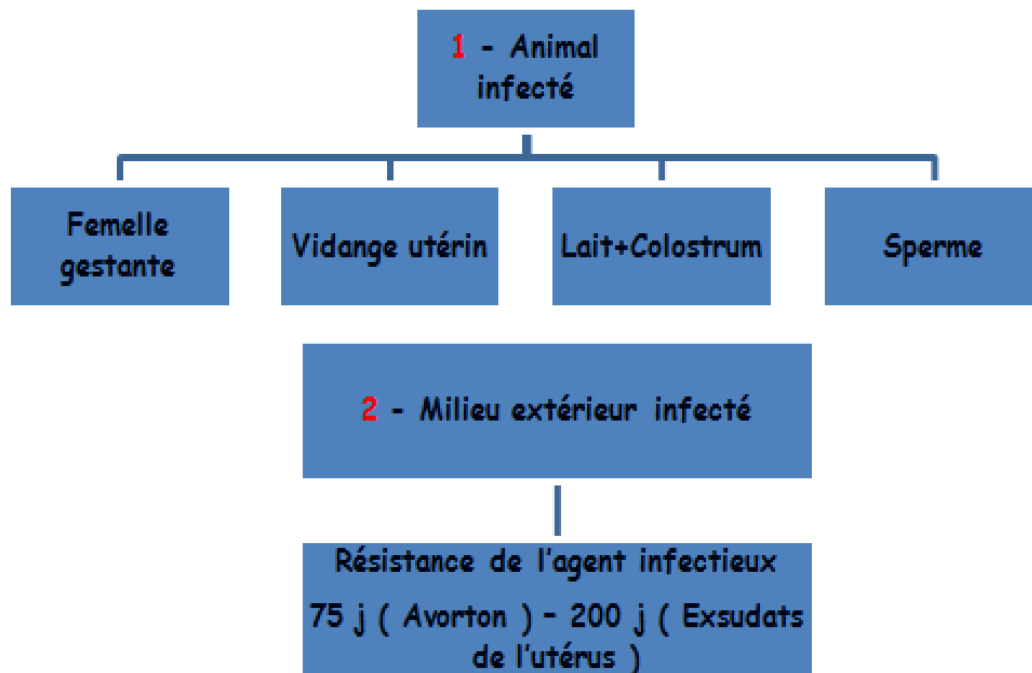 1 - Animal
infecté
Femelle
gestante
Vidange utérin
Lait+Colostrum
Sperme
2 - Milieu extérieur infecté
Résistance de l'agent infectieux
75 j ( Avorton ) – 200 j ( Exsudats
de l'utérus )